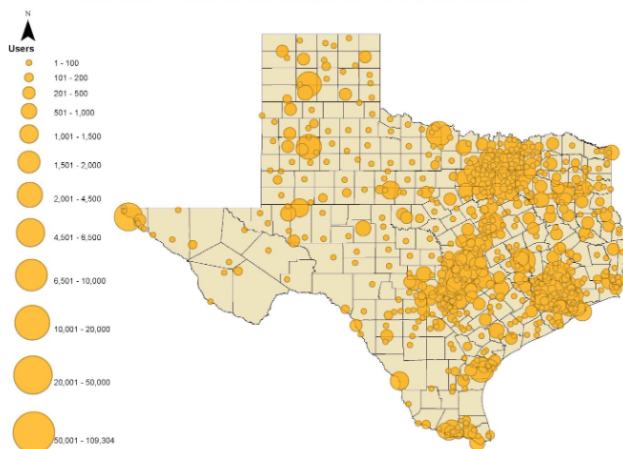 N
Users
1 - 100
101 - 200
201 - 500
501 - 1,000
1,001 - 1,500
1,501 - 2,000
2,001 - 4,500
4,501 - 6,500
6,501 - 10,000
10,001 - 20,000
20,001 - 50,000
50,001 - 109,304